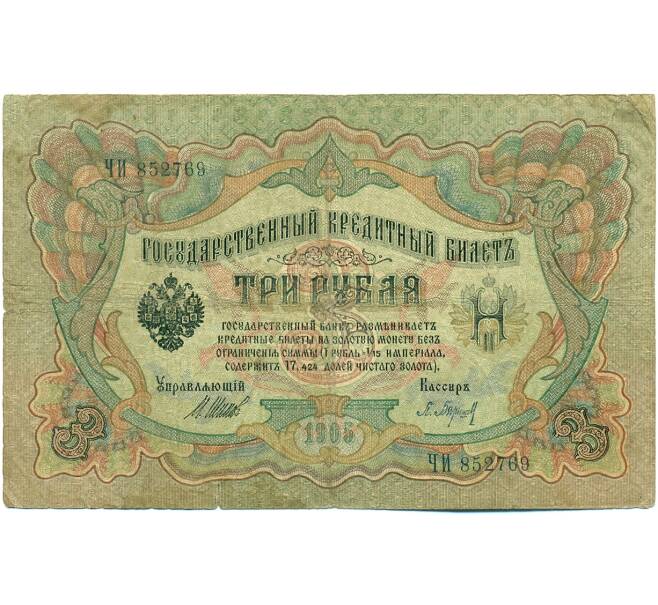 ЧИ 852769
ГОСУДАРСТВЕННЫЙ КРЕДИТНЫЙ БИЛЕТЪ
ТРИ РУБЛЯ
ГОСУДАРСТВЕННЫЙ БАНКЪ РАЗМѢНИВАЕТЪ
КРЕДИТНЫЕ БИЛЕТЫ НА ЗОЛОТУЮ МОНЕТУ БЕЗЪ
ОГРАНИЧЕНІЯ СУММЫ (1 РУБЛЬ=1/15 ИМПЕРІАЛА,
СОДЕРЖИТЪ 17,424 ДОЛЕЙ ЧИСТАГО ЗОЛОТА).
Управляющій Кассиръ
3 1905 3
ЧИ 852769